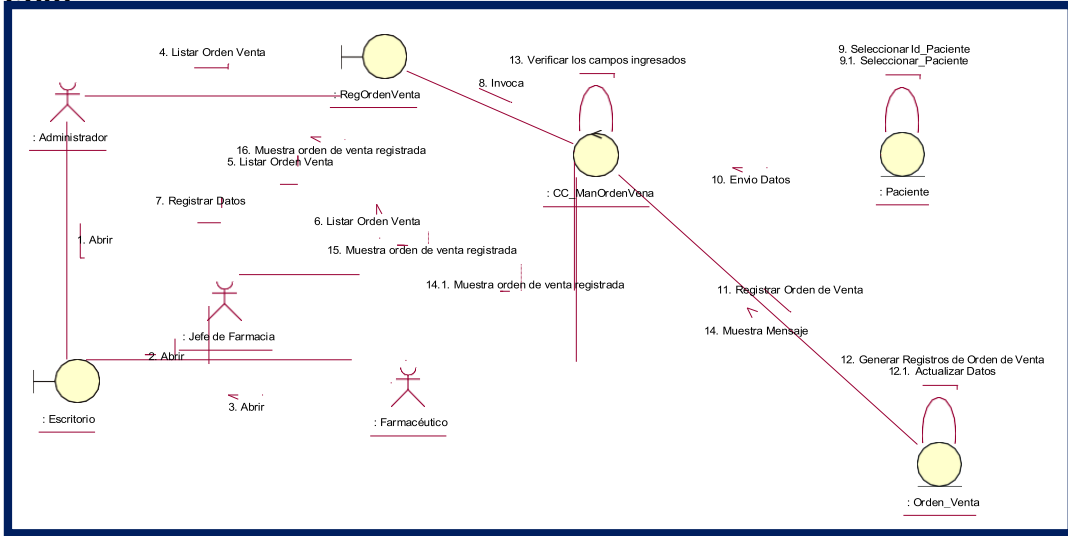 4. Listar Orden Venta
: RegOrdenVenta
13. Verificar los campos ingresados
9. Seleccionar Id_Paciente
9.1. Seleccionar_Paciente
8. Invoca
: Administrador
16. Muestra orden de venta registrada
5. Listar Orden Venta
10. Envio Datos
: CC_ManOrdenVena
: Paciente
7. Registrar Datos
6. Listar Orden Venta
1. Abrir
15. Muestra orden de venta registrada
14.1. Muestra orden de venta registrada
11. Registrar Orden de Venta
: Jefe de Farmacia
14. Muestra Mensaje
2. Abrir
12. Generar Registros de Orden de Venta
12.1. Actualizar Datos
3. Abrir
: Escritorio
: Farmacéutico
: Orden_Venta